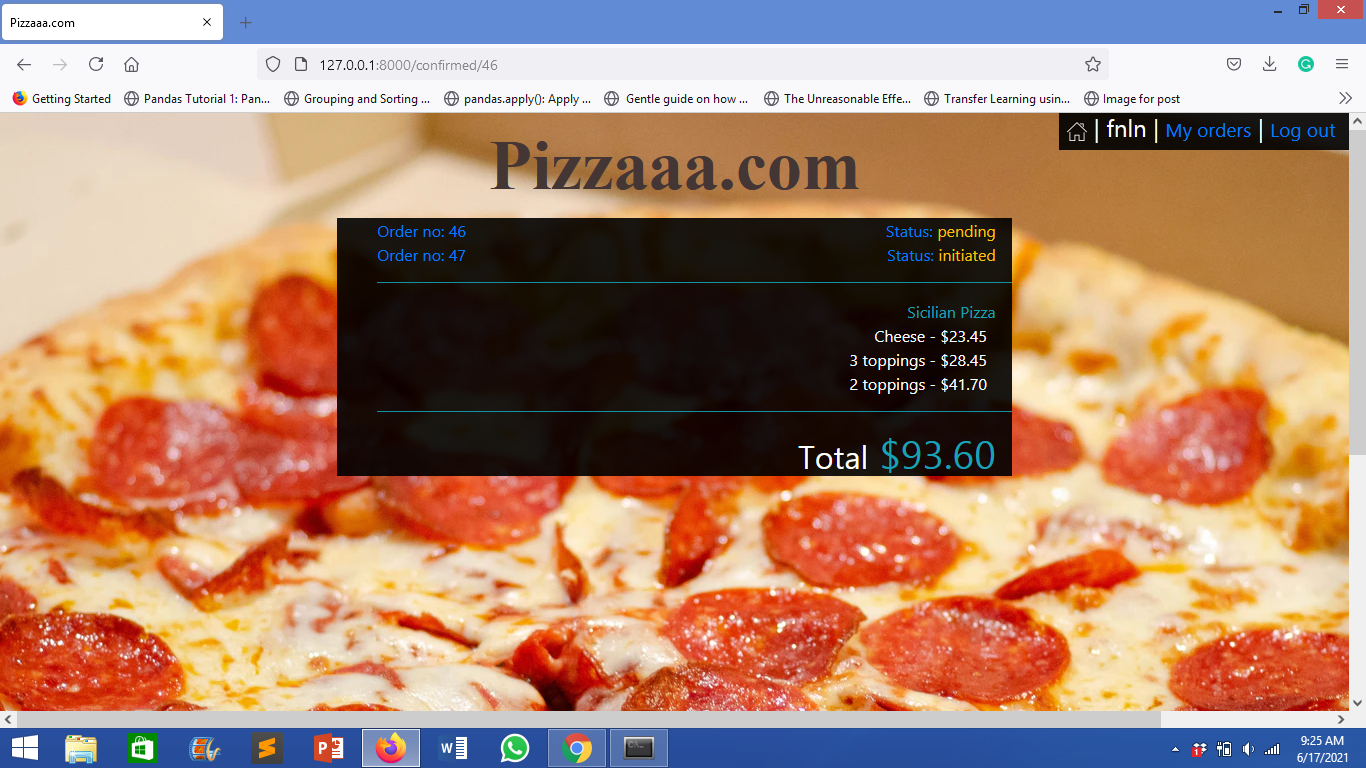 Pizzaaa.com
127.0.0.1:8000/confirmed/46
Getting Started Pandas Tutorial 1: Pan... Grouping and Sorting ... pandas.apply(): Apply ... Gentle guide on how ... The Unreasonable Effe... Transfer Learning usin... Image for post
| fnln | My orders | Log out
Pizzaaa.com
Order no: 46 Status: pending
Order no: 47 Status: initiated
Sicilian Pizza
Cheese - $23.45
3 toppings - $28.45
2 toppings - $41.70
Total $93.60
9:25 AM
6/17/2021